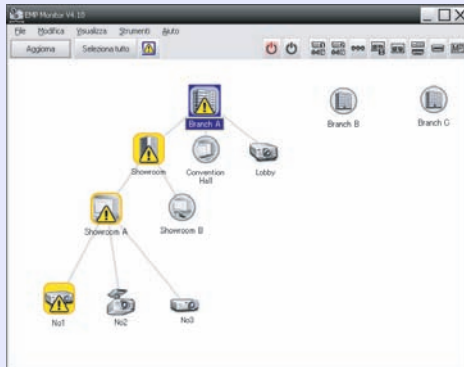 EMP Monitor V4.10
File Modifica Visualizza Strumenti Aiuto
Aggiorna Seleziona tutto
Branch A
Branch B
Branch C
Showroom
Convention
Hall
Lobby
Showroom A
Showroom B
No1
No2
No3